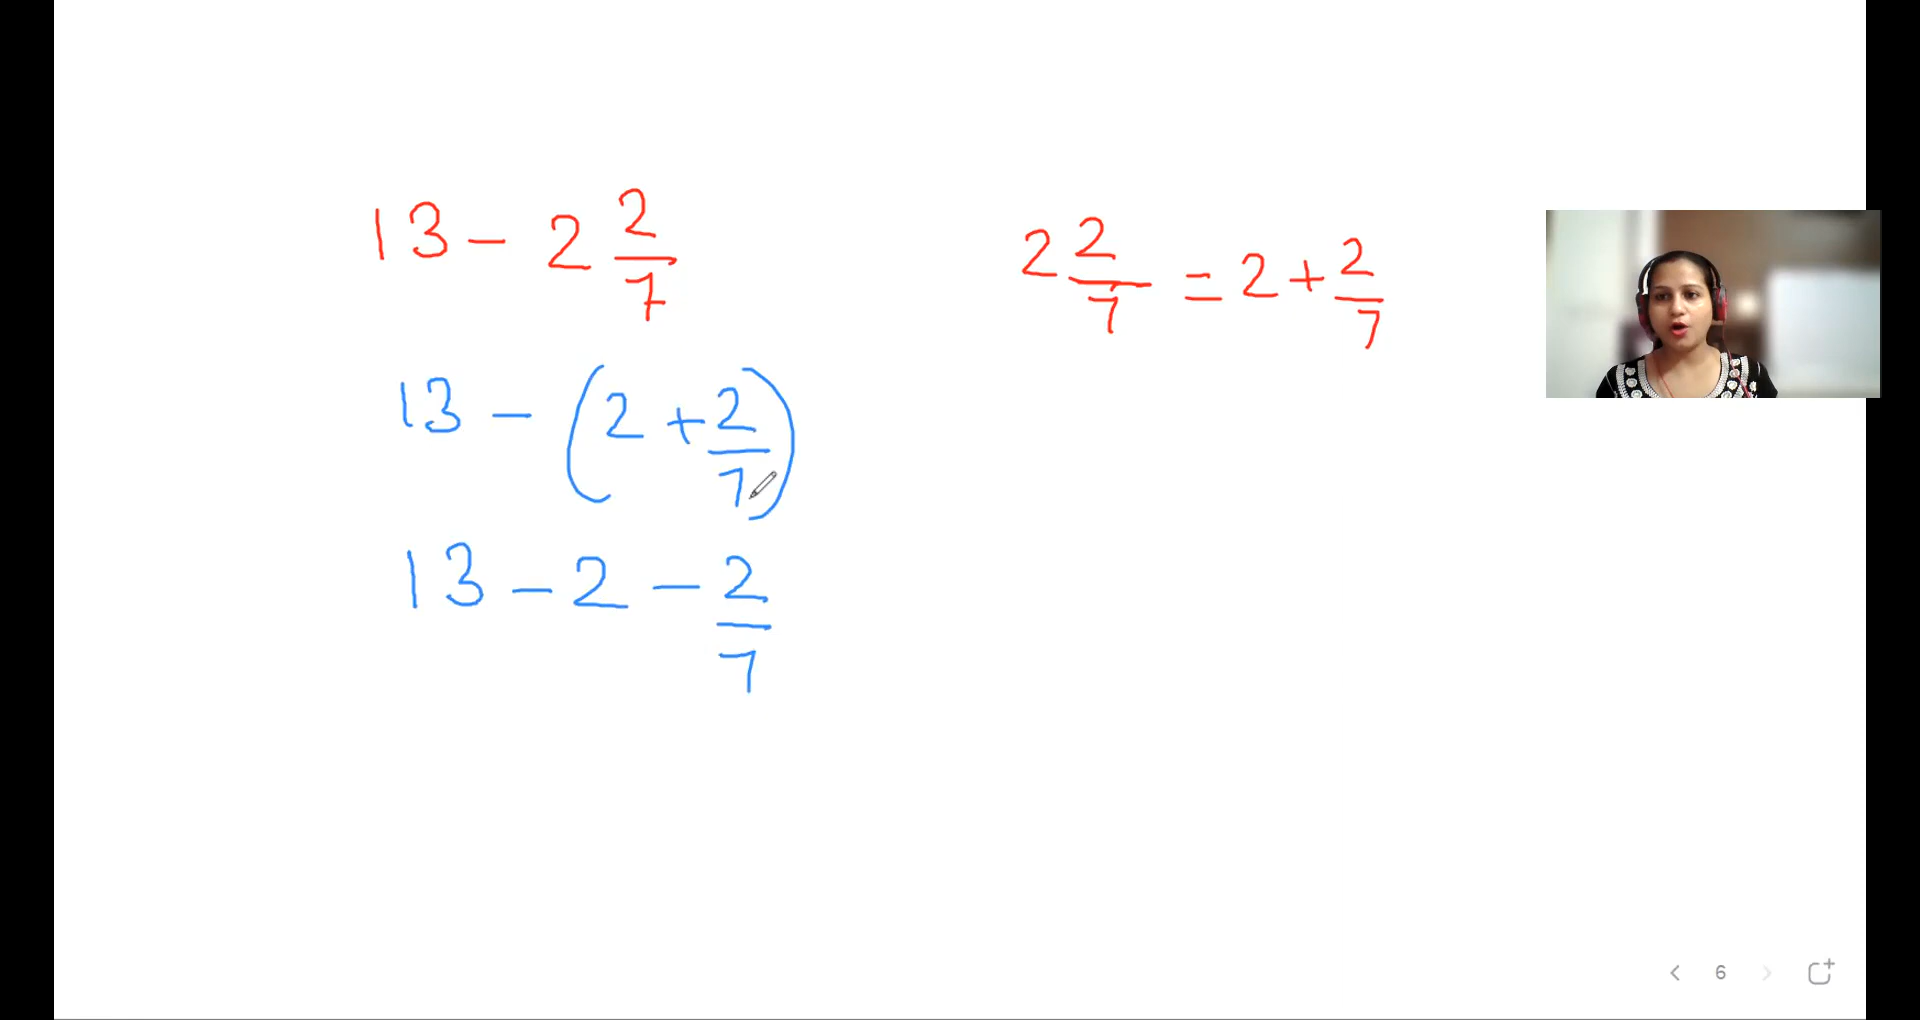 13 - 2 2/7
2 2/7 = 2 + 2/7
13 - (2 + 2/7)
13 - 2 - 2/7
6